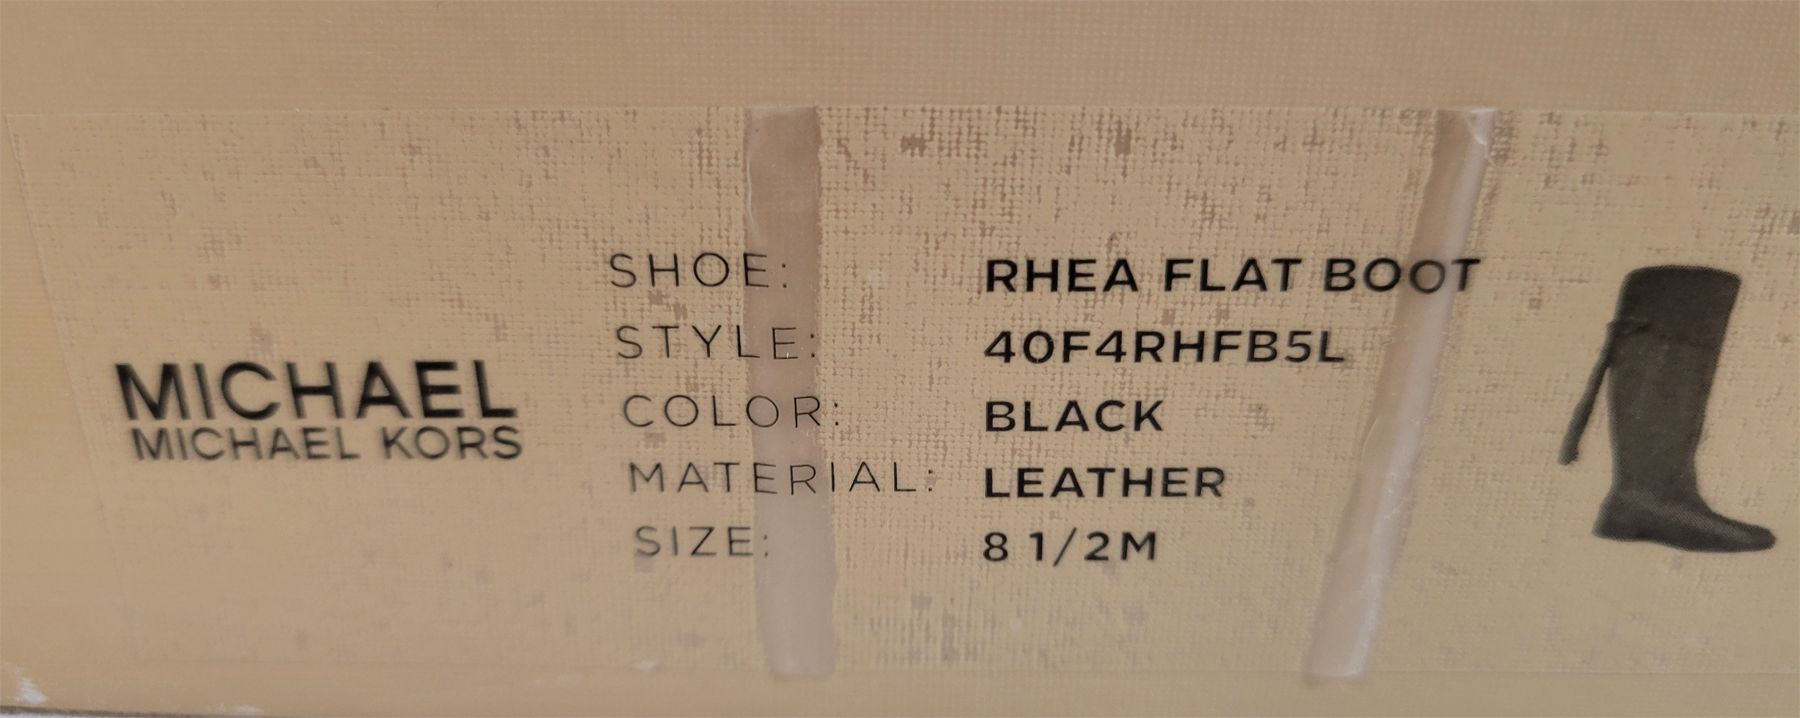 MICHAEL
MICHAEL KORS
SHOE: RHEA FLAT BOOT
STYLE: 40F4RHFB5L
COLOR: BLACK
MATERIAL: LEATHER
SIZE: 8 1/2M